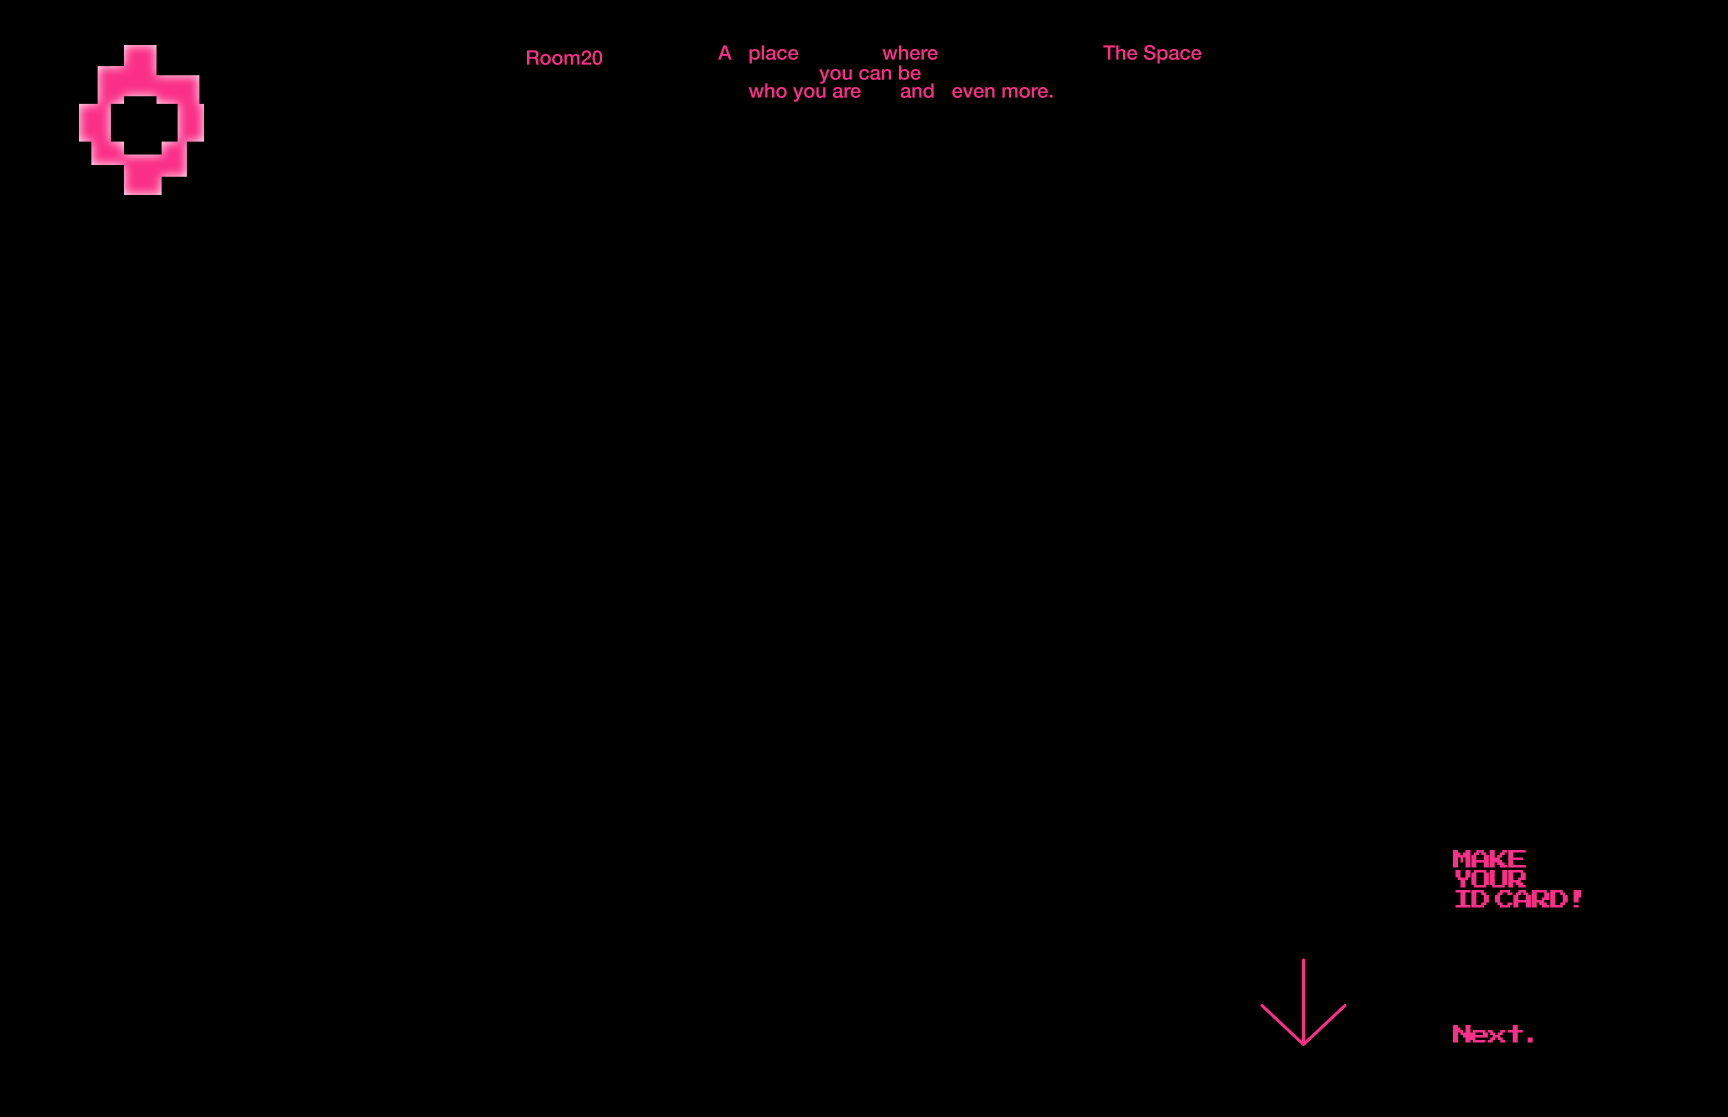 Room20
A place where
you can be
who you are and even more.
The Space
MAKE
YOUR
ID CARD!
Next.